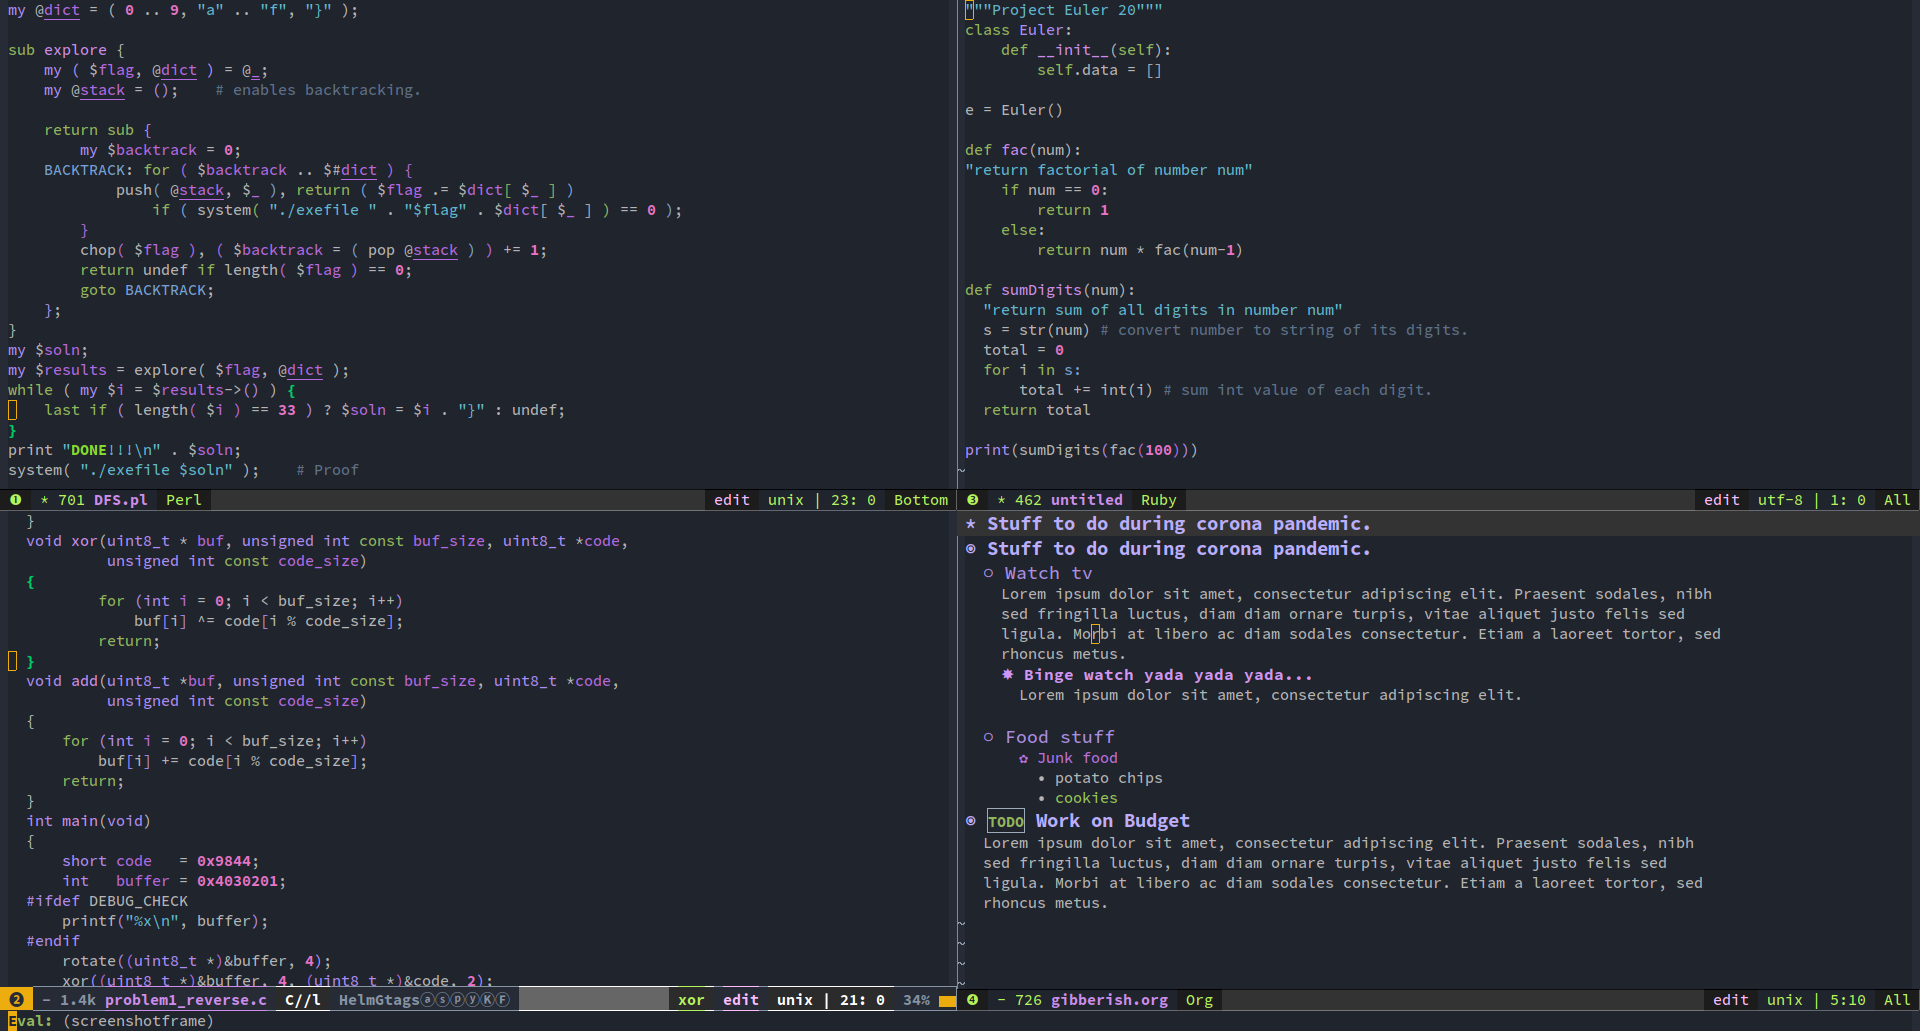 my @dict = ( 0 .. 9, "a" .. "f", "}" );
sub explore {
    my ( $flag, @dict ) = @_;
    my @stack = ();    # enables backtracking.
    return sub {
        my $backtrack = 0;
    BACKTRACK: for ( $backtrack .. $#dict ) {
            push( @stack, $_ ), return ( $flag .= $dict[ $_ ] )
                if ( system( "./exefile " . "$flag" . $dict[ $_ ] ) == 0 );
        }
        chop( $flag ), ( $backtrack = ( pop @stack ) ) += 1;
        return undef if length( $flag ) == 0;
        goto BACKTRACK;
    };
}
my $soln;
my $results = explore( $flag, @dict );
while ( my $i = $results->() ) {
    last if ( length( $i ) == 33 ) ? $soln = $i . "}" : undef;
}
print "DONE!!!\n" . $soln;
system( "./exefile $soln" );    # Proof
❶ * 701 DFS.pl Perl edit unix | 23: 0 Bottom
  }
  void xor(uint8_t * buf, unsigned int const buf_size, uint8_t *code,
           unsigned int const code_size)
  {
          for (int i = 0; i < buf_size; i++)
              buf[i] ^= code[i % code_size];
          return;
  }
  void add(uint8_t *buf, unsigned int const buf_size, uint8_t *code,
           unsigned int const code_size)
  {
      for (int i = 0; i < buf_size; i++)
          buf[i] += code[i % code_size];
      return;
  }
  int main(void)
  {
      short code   = 0x9844;
      int   buffer = 0x4030201;
  #ifdef DEBUG_CHECK
      printf("%x\n", buffer);
  #endif
      rotate((uint8_t *)&buffer, 4);
      xor((uint8_t *)&buffer, 4, (uint8_t *)&code, 2);
❷ - 1.4k problem1_reverse.c C//l HelmGtagsⓐⓢⓟⓨⓀⒻ xor edit unix | 21: 0 34%
"""Project Euler 20"""
class Euler:
    def __init__(self):
        self.data = []
e = Euler()
def fac(num):
"return factorial of number num"
    if num == 0:
        return 1
    else:
        return num * fac(num-1)
def sumDigits(num):
  "return sum of all digits in number num"
  s = str(num) # convert number to string of its digits.
  total = 0
  for i in s:
      total += int(i) # sum int value of each digit.
  return total
print(sumDigits(fac(100)))
~
❸ * 462 untitled Ruby edit utf-8 | 1: 0 All
* Stuff to do during corona pandemic.
◉ Stuff to do during corona pandemic.
  ○ Watch tv
    Lorem ipsum dolor sit amet, consectetur adipiscing elit. Praesent sodales, nibh
    sed fringilla luctus, diam diam ornare turpis, vitae aliquet justo felis sed
    ligula. Morbi at libero ac diam sodales consectetur. Etiam a laoreet tortor, sed
    rhoncus metus.
    ✸ Binge watch yada yada yada...
      Lorem ipsum dolor sit amet, consectetur adipiscing elit.
  ○ Food stuff
      ✿ Junk food
        • potato chips
        • cookies
◉ TODO Work on Budget
  Lorem ipsum dolor sit amet, consectetur adipiscing elit. Praesent sodales, nibh
  sed fringilla luctus, diam diam ornare turpis, vitae aliquet justo felis sed
  ligula. Morbi at libero ac diam sodales consectetur. Etiam a laoreet tortor, sed
  rhoncus metus.
~
~
~
~
❹ - 726 gibberish.org Org edit unix | 5:10 All
Eval: (screenshotframe)